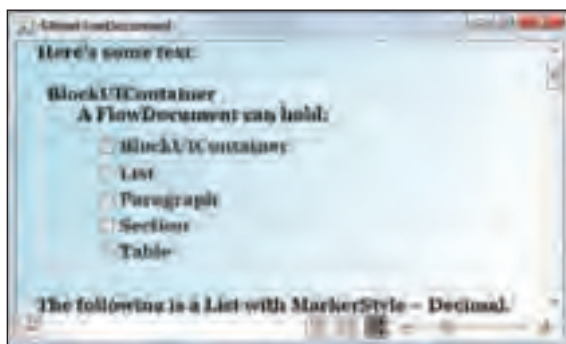 Here's some text.
BlockUIContainer
A FlowDocument can hold:
BlockUIContainer
List
Paragraph
Section
Table
The following is a List with MarkerStyle = Decimal.